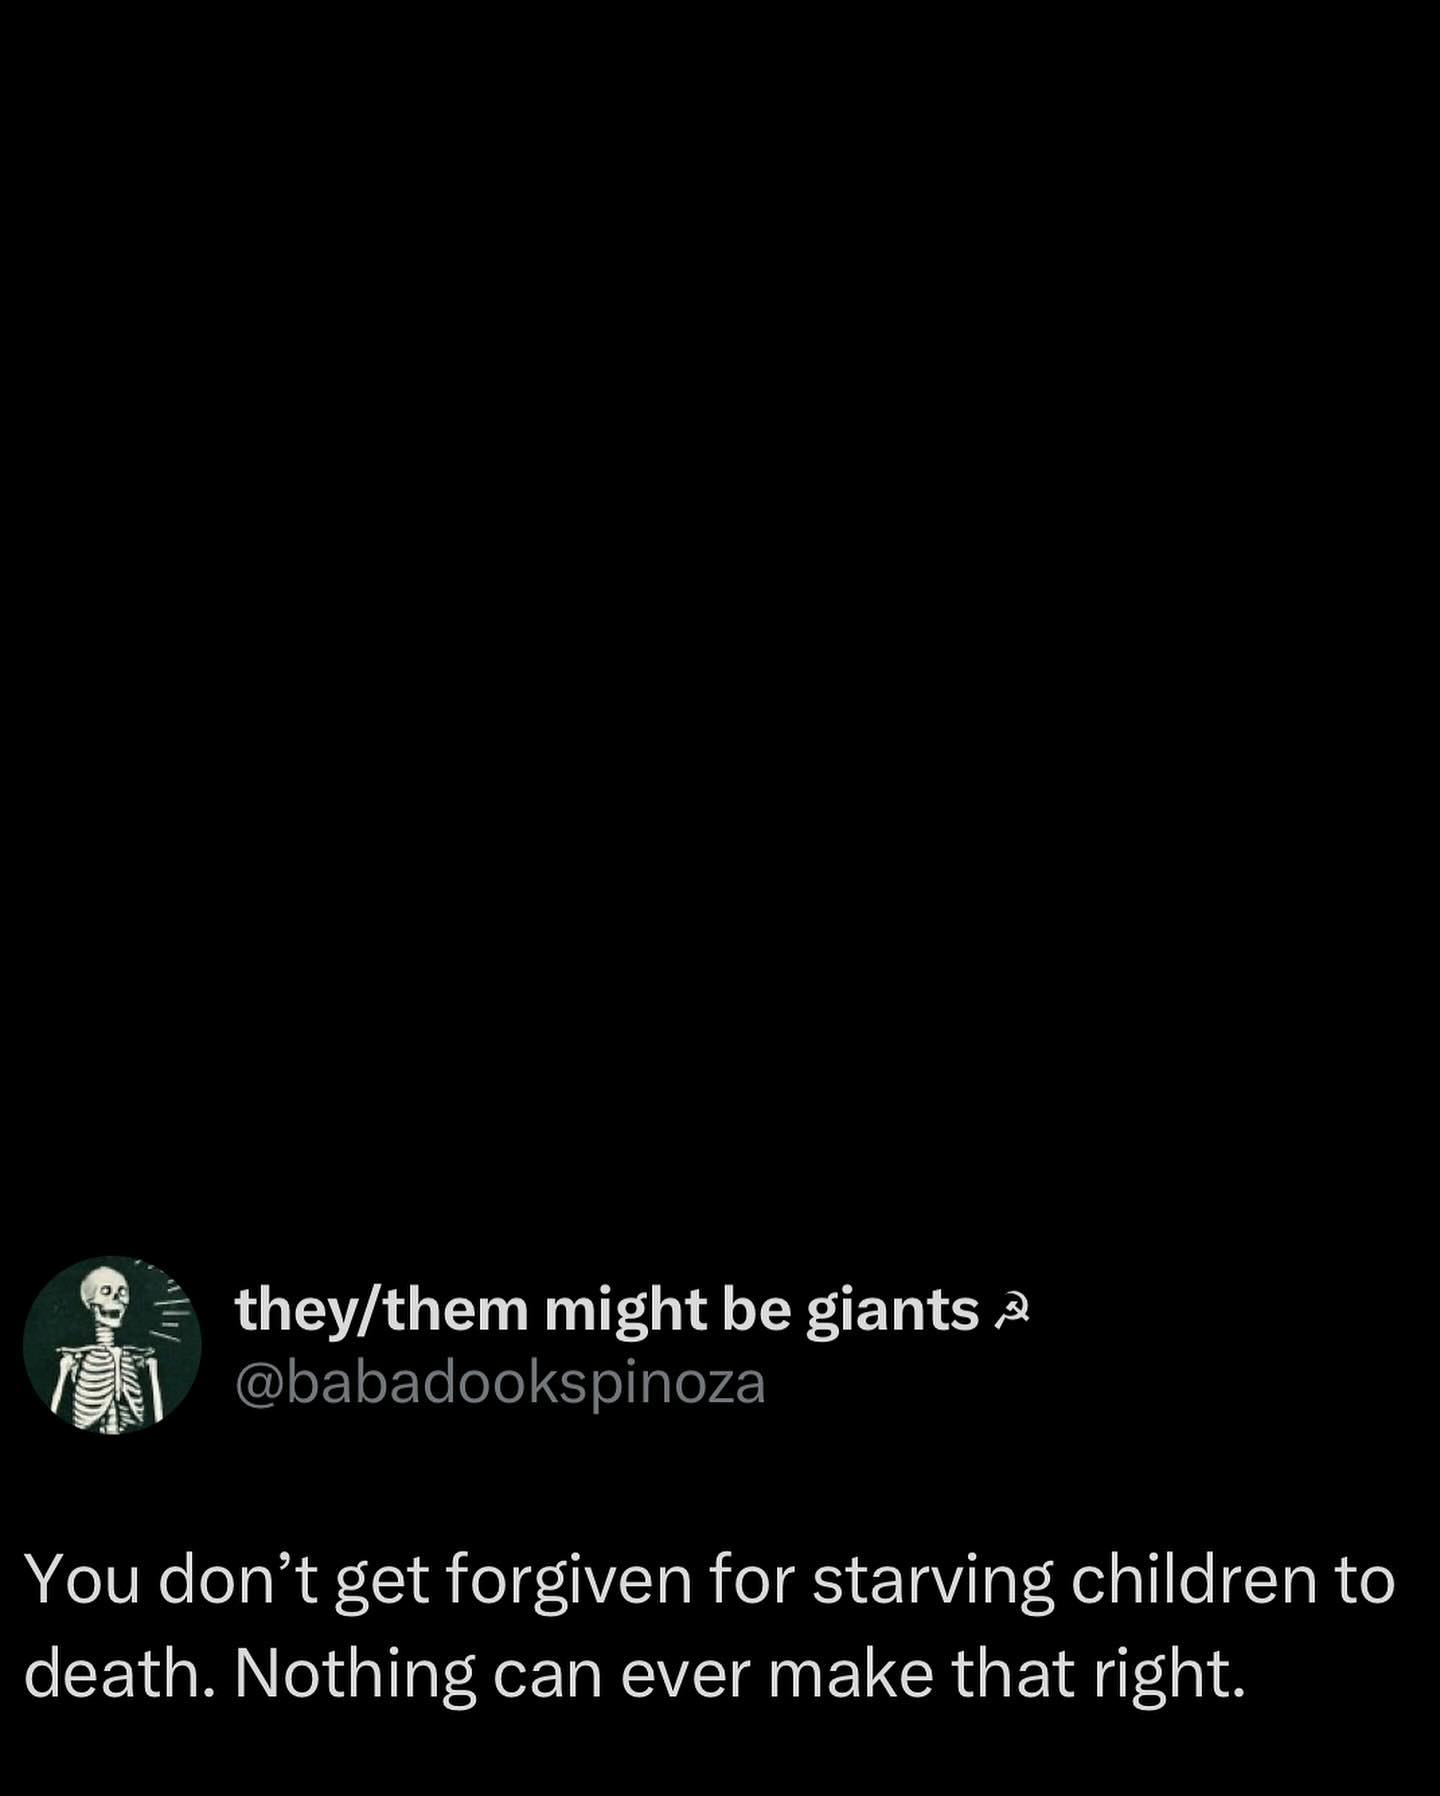 they/them might be giants ☭
@babadookspinoza
You don’t get forgiven for starving children to
death. Nothing can ever make that right.